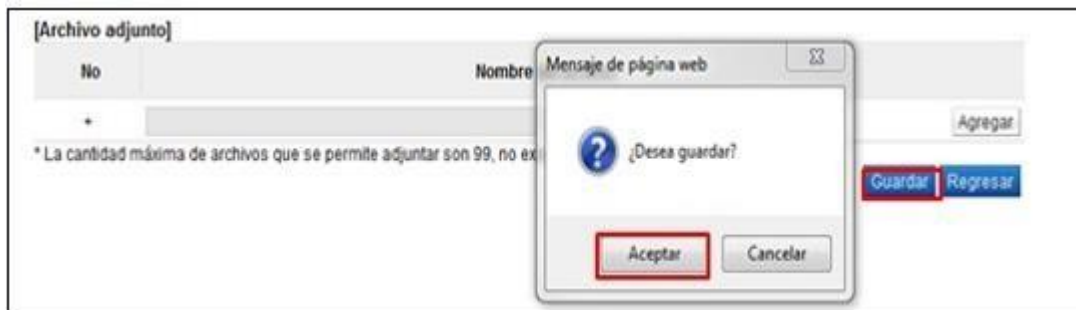 [Archivo adjunto]
No Nombre
Mensaje de página web
+ Agregar
* La cantidad máxima de archivos que se permite adjuntar son 99, no ex
¿Desea guardar?
Guardar Regresar
Aceptar Cancelar